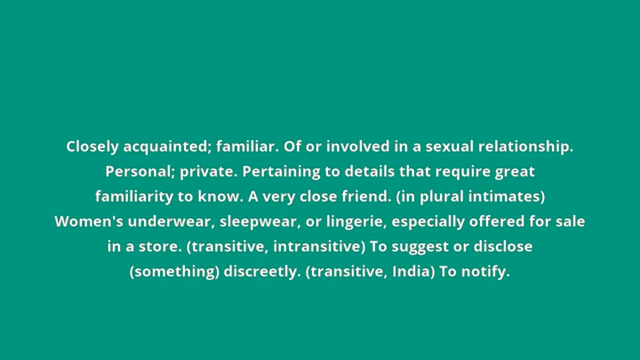 Closely acquainted; familiar. Of or involved in a sexual relationship.
Personal; private. Pertaining to details that require great
familiarity to know. A very close friend. (in plural intimates)
Women's underwear, sleepwear, or lingerie, especially offered for sale
in a store. (transitive, intransitive) To suggest or disclose
(something) discreetly. (transitive, India) To notify.